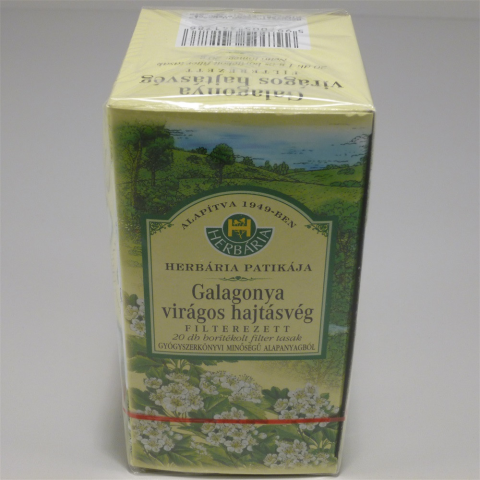 Galagonya
virágos hajtásvég
FILTEREZETT
ALAPÍTVA 1949-BEN
HERBÁRIA
HERBÁRIA PATIKÁJA
Galagonya
virágos hajtásvég
FILTEREZETT
20 db borítékolt filter tasak
GYÓGYSZERKÖNYVI MINŐSÉGŰ ALAPANYAGBÓL